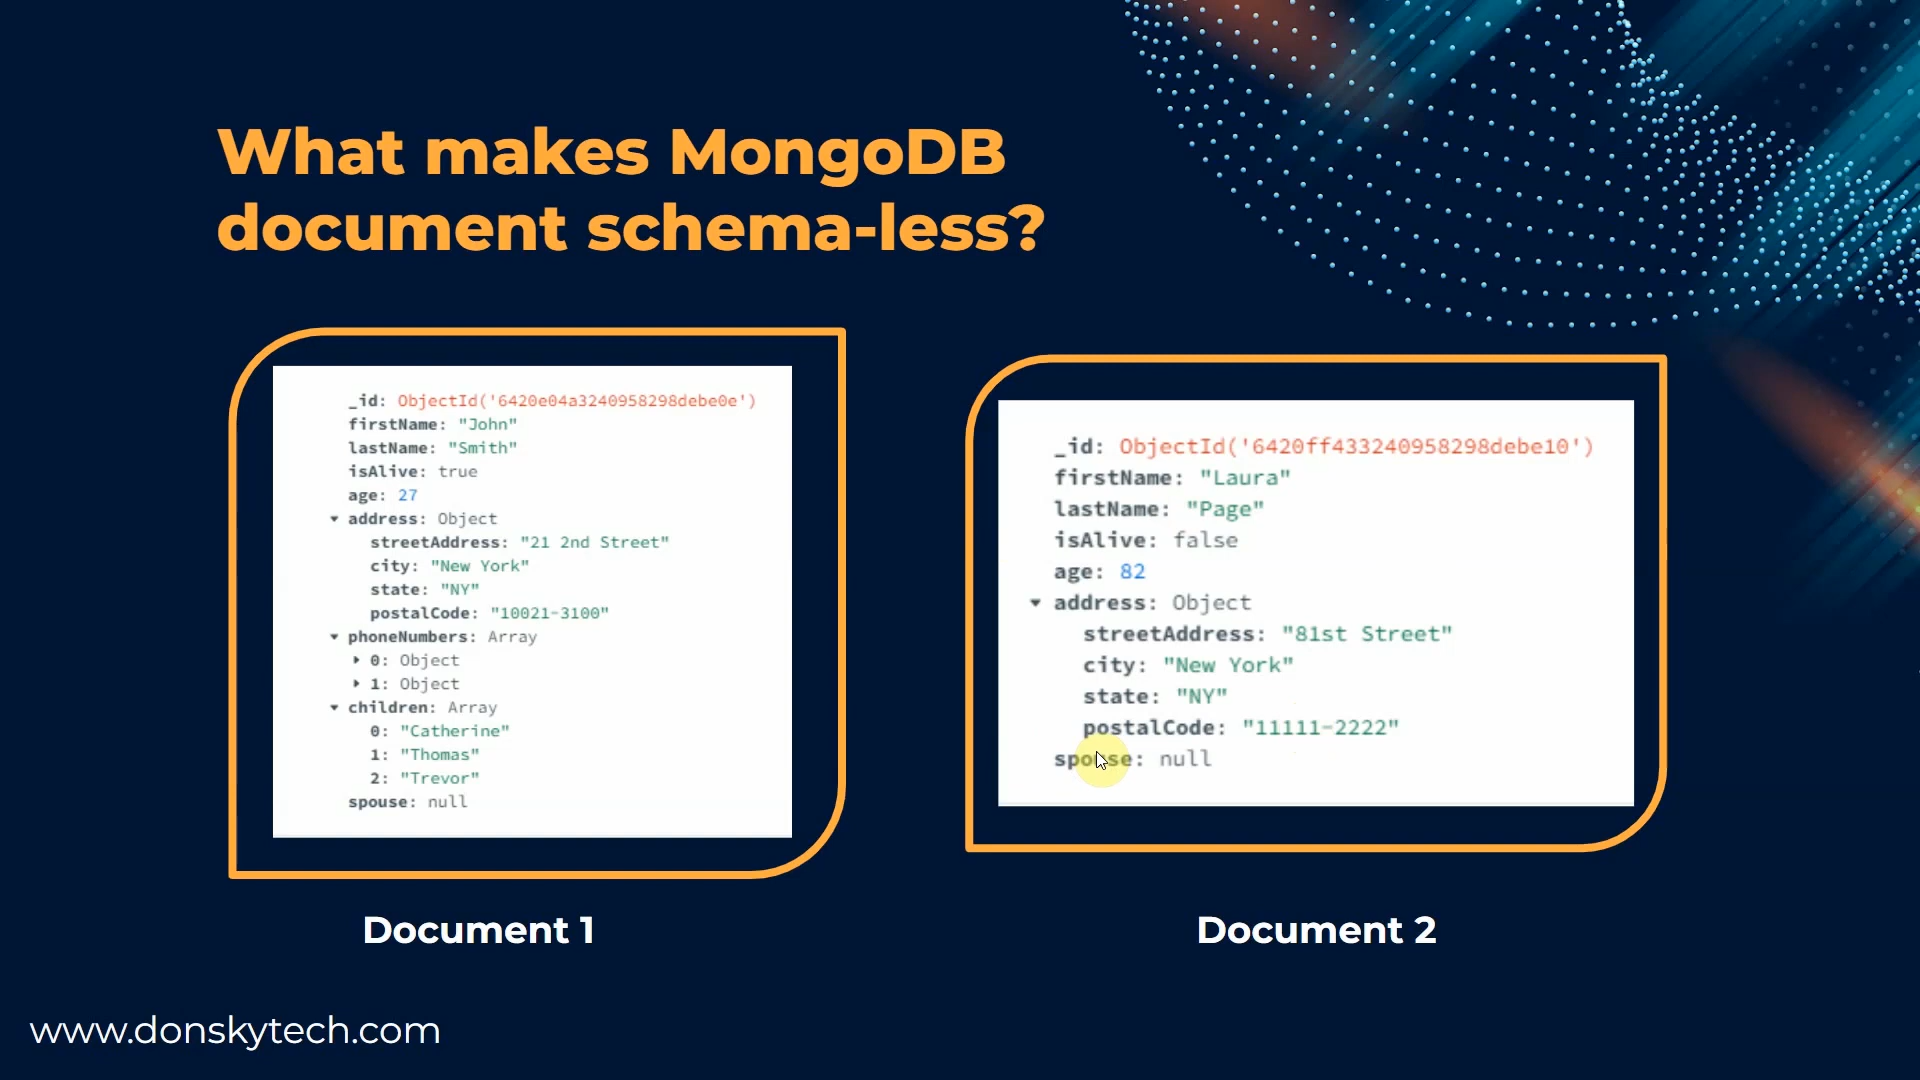 What makes MongoDB
document schema-less?
_id: ObjectId('6420e04a3240958298debe0e')
firstName: "John"
lastName: "Smith"
isAlive: true
age: 27
address: Object
streetAddress: "21 2nd Street"
city: "New York"
state: "NY"
postalCode: "10021-3100"
phoneNumbers: Array
0: Object
1: Object
children: Array
0: "Catherine"
1: "Thomas"
2: "Trevor"
spouse: null
Document 1
_id: ObjectId('6420ff433240958298debe10')
firstName: "Laura"
lastName: "Page"
isAlive: false
age: 82
address: Object
streetAddress: "81st Street"
city: "New York"
state: "NY"
postalCode: "11111-2222"
spouse: null
Document 2
www.donskytech.com